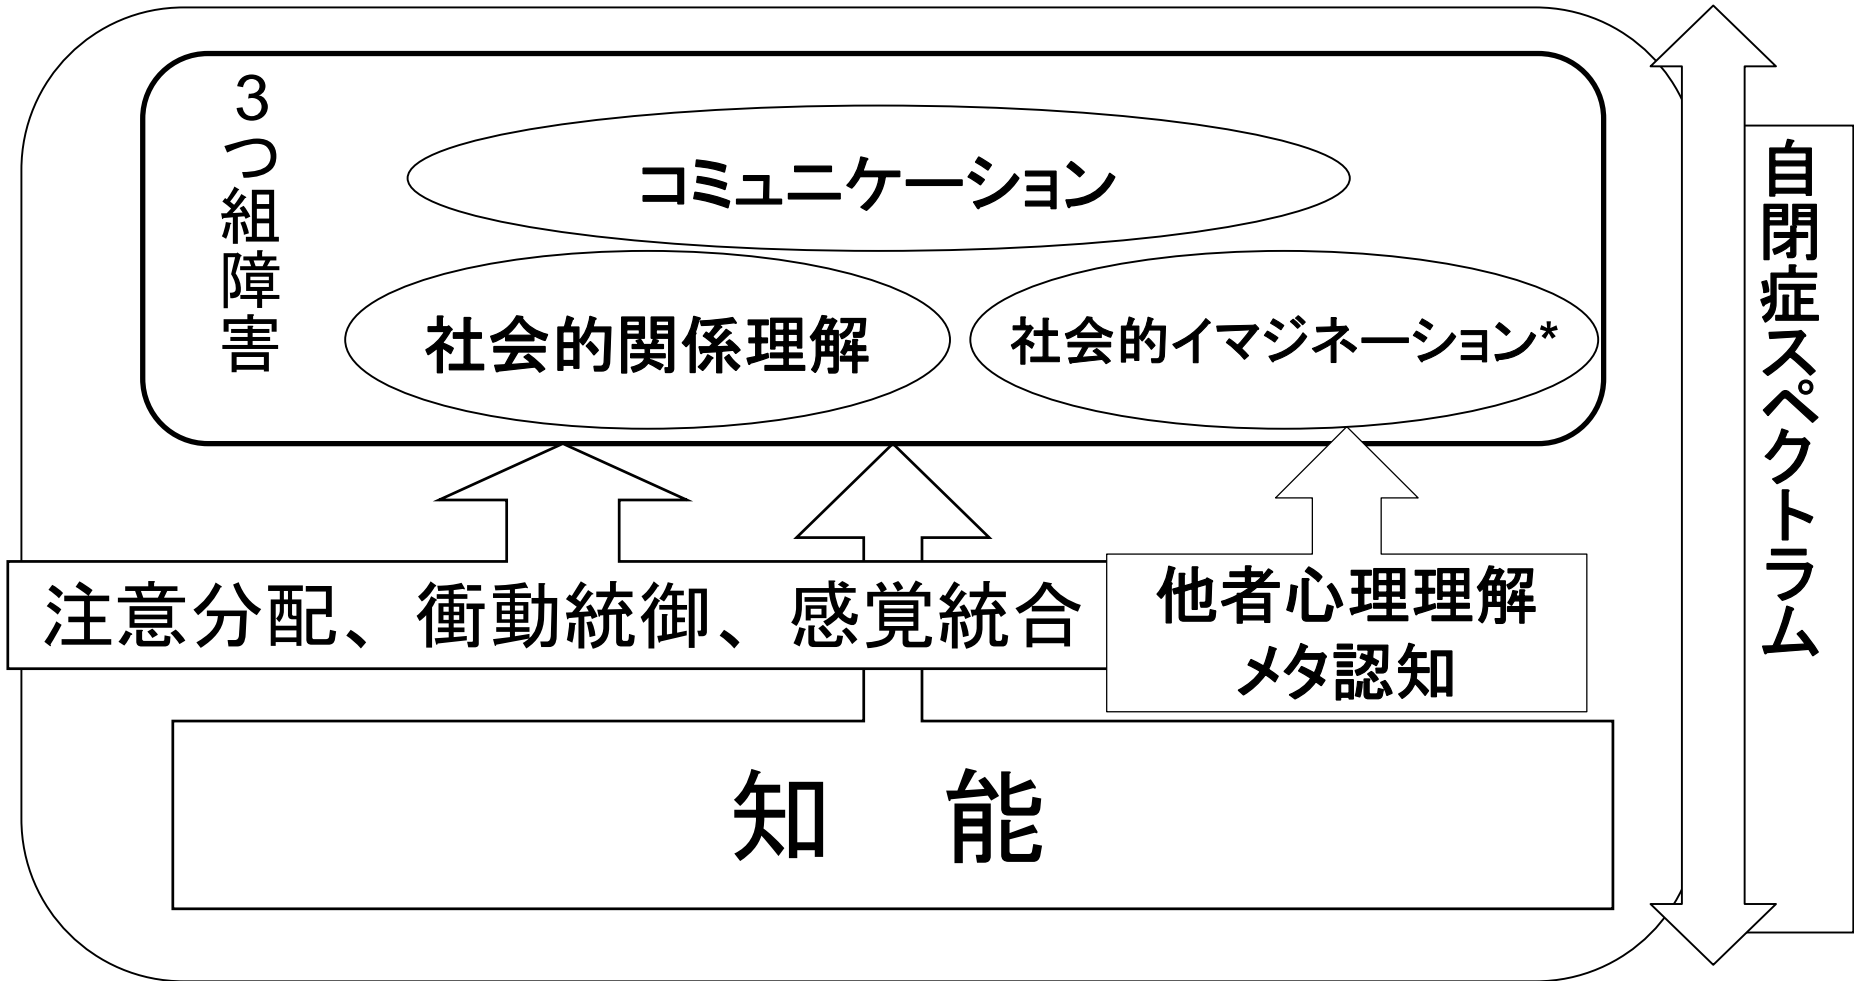 ３つ組障害
コミュニケーション
社会的関係理解
社会的イマジネーション*
注意分配、衝動統御、感覚統合
他者心理理解
メタ認知
知　能
自閉症スペクトラム